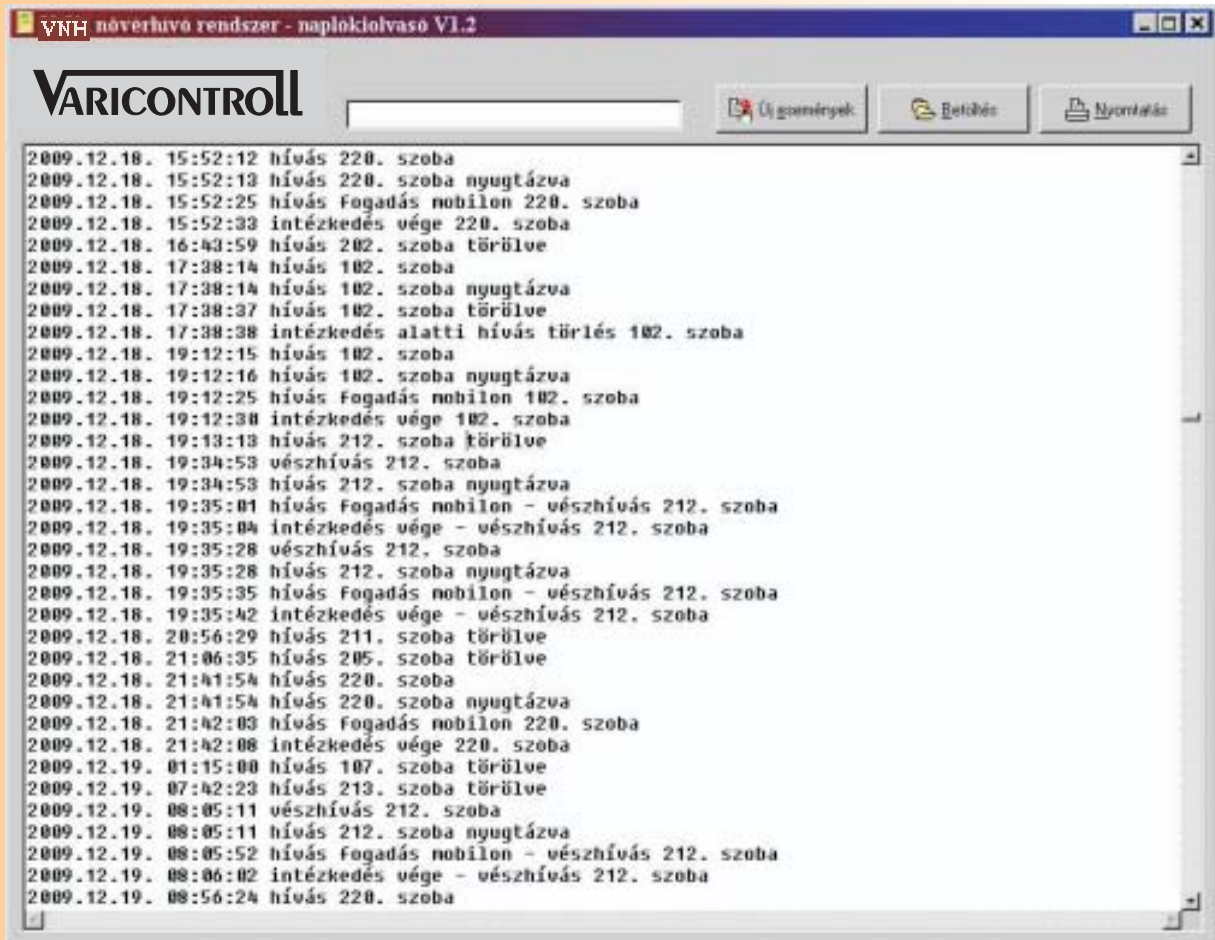 VNH nővérhívó rendszer - naplókiolvasó V1.2
VARICONTROLL
Új események
Betöltés
Nyomtatás
2009.12.18. 15:52:12 hívás 220. szoba
2009.12.18. 15:52:13 hívás 220. szoba nyugtázva
2009.12.18. 15:52:25 hívás fogadás mobilon 220. szoba
2009.12.18. 15:52:33 intézkedés vége 220. szoba
2009.12.18. 16:43:59 hívás 202. szoba törölve
2009.12.18. 17:38:14 hívás 102. szoba
2009.12.18. 17:38:14 hívás 102. szoba nyugtázva
2009.12.18. 17:38:37 hívás 102. szoba törölve
2009.12.18. 17:38:38 intézkedés alatti hívás törlés 102. szoba
2009.12.18. 19:12:15 hívás 102. szoba
2009.12.18. 19:12:16 hívás 102. szoba nyugtázva
2009.12.18. 19:12:25 hívás fogadás mobilon 102. szoba
2009.12.18. 19:12:30 intézkedés vége 102. szoba
2009.12.18. 19:13:13 hívás 212. szoba törölve
2009.12.18. 19:34:53 vészhívás 212. szoba
2009.12.18. 19:34:53 hívás 212. szoba nyugtázva
2009.12.18. 19:35:01 hívás fogadás mobilon - vészhívás 212. szoba
2009.12.18. 19:35:04 intézkedés vége - vészhívás 212. szoba
2009.12.18. 19:35:28 vészhívás 212. szoba
2009.12.18. 19:35:28 hívás 212. szoba nyugtázva
2009.12.18. 19:35:35 hívás fogadás mobilon - vészhívás 212. szoba
2009.12.18. 19:35:42 intézkedés vége - vészhívás 212. szoba
2009.12.18. 20:56:29 hívás 211. szoba törölve
2009.12.18. 21:06:35 hívás 205. szoba törölve
2009.12.18. 21:41:54 hívás 220. szoba
2009.12.18. 21:41:54 hívás 220. szoba nyugtázva
2009.12.18. 21:42:03 hívás fogadás mobilon 220. szoba
2009.12.18. 21:42:08 intézkedés vége 220. szoba
2009.12.19. 01:15:00 hívás 107. szoba törölve
2009.12.19. 07:42:23 hívás 213. szoba törölve
2009.12.19. 08:05:11 vészhívás 212. szoba
2009.12.19. 08:05:11 hívás 212. szoba nyugtázva
2009.12.19. 08:05:52 hívás fogadás mobilon - vészhívás 212. szoba
2009.12.19. 08:06:02 intézkedés vége - vészhívás 212. szoba
2009.12.19. 08:56:24 hívás 220. szoba